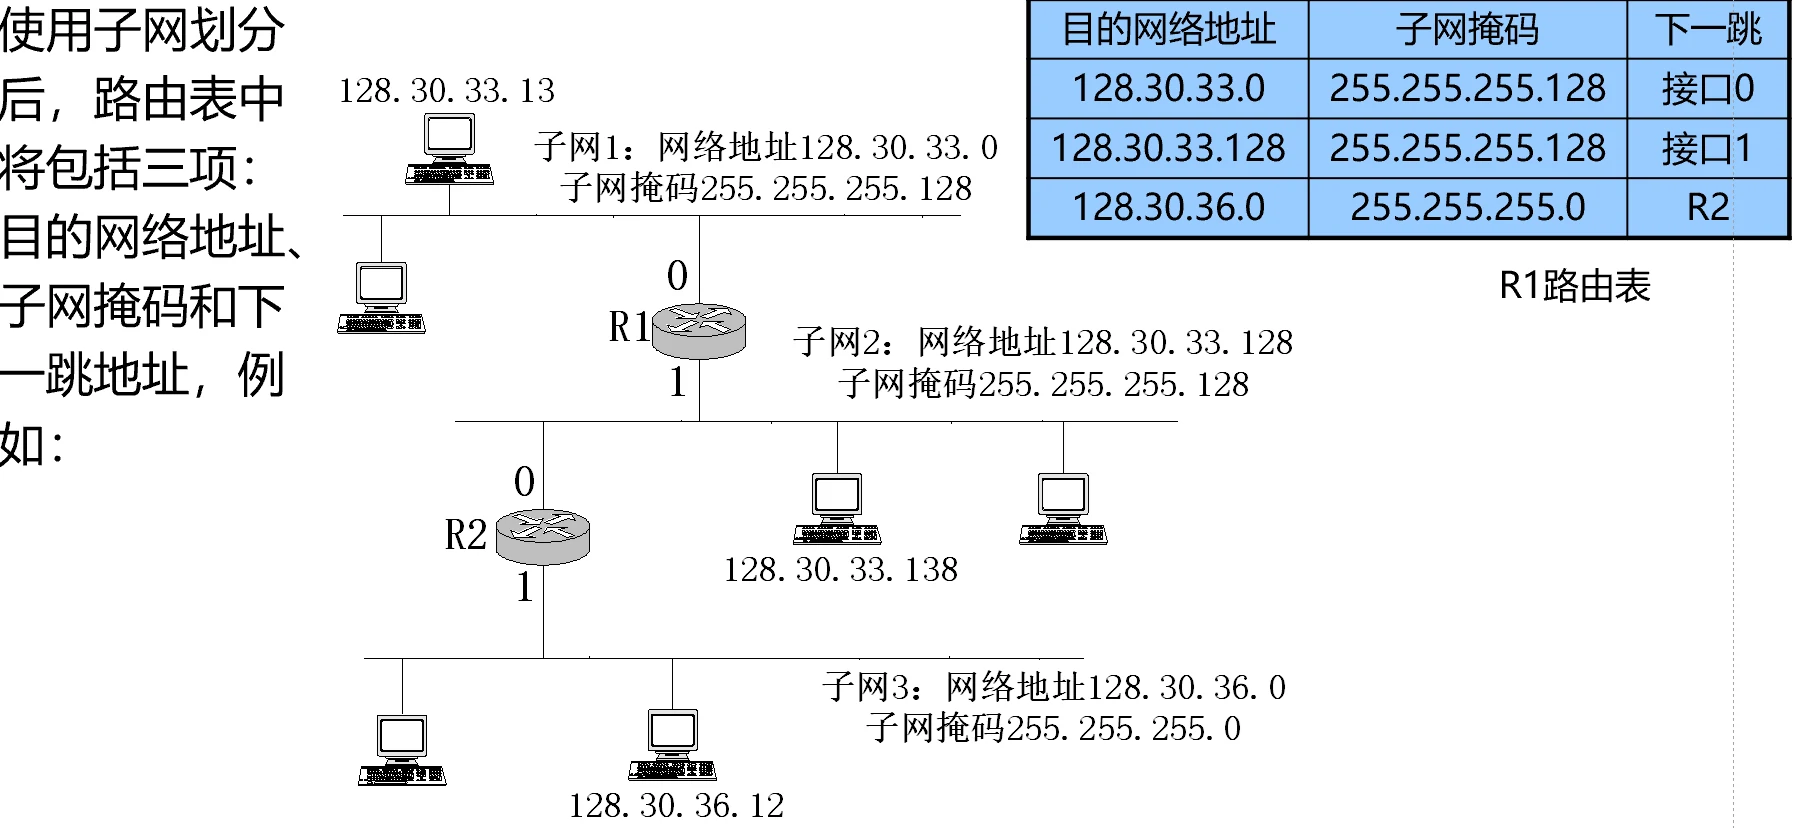 使用子网划分
后，路由表中
将包括三项：
目的网络地址、
子网掩码和下
一跳地址，例
如：
目的网络地址 子网掩码 下一跳
128.30.33.0 255.255.255.128 接口0
128.30.33.128 255.255.255.128 接口1
128.30.36.0 255.255.255.0 R2
R1路由表
128.30.33.13
子网1：网络地址128.30.33.0
子网掩码255.255.255.128
0
R1
1
子网2：网络地址128.30.33.128
子网掩码255.255.255.128
0
R2
1
128.30.33.138
子网3：网络地址128.30.36.0
子网掩码255.255.255.0
128.30.36.12